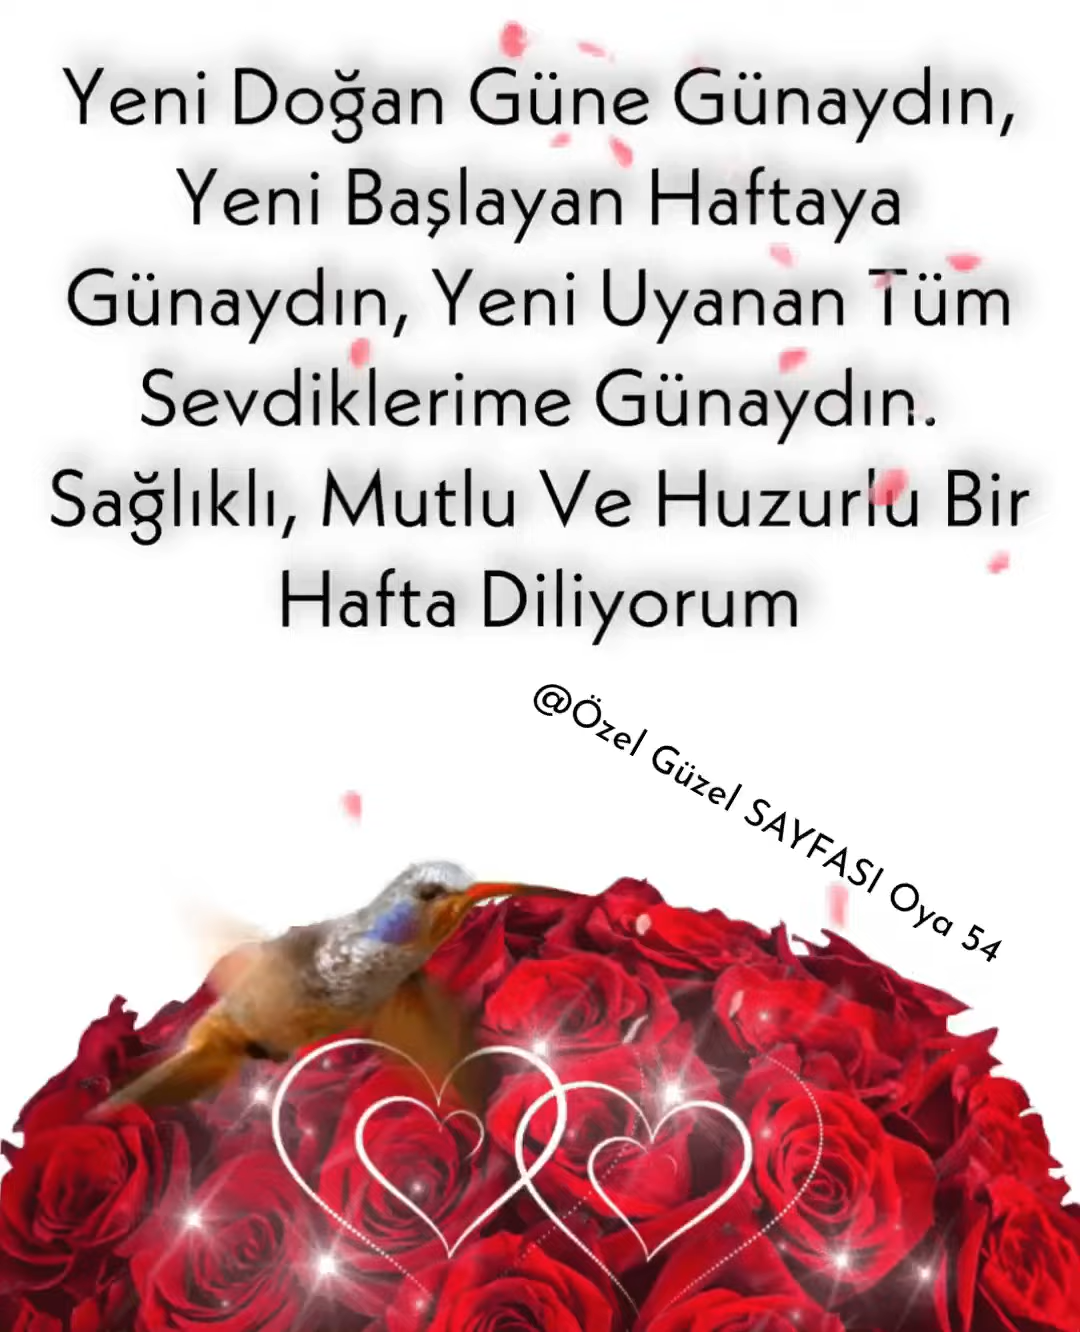 Yeni Doğan Güne Günaydın,
Yeni Başlayan Haftaya
Günaydın, Yeni Uyanan Tüm
Sevdiklerime Günaydın.
Sağlıklı, Mutlu Ve Huzurlu Bir
Hafta Diliyorum
@Özel Güzel SAYFASI Oya 54